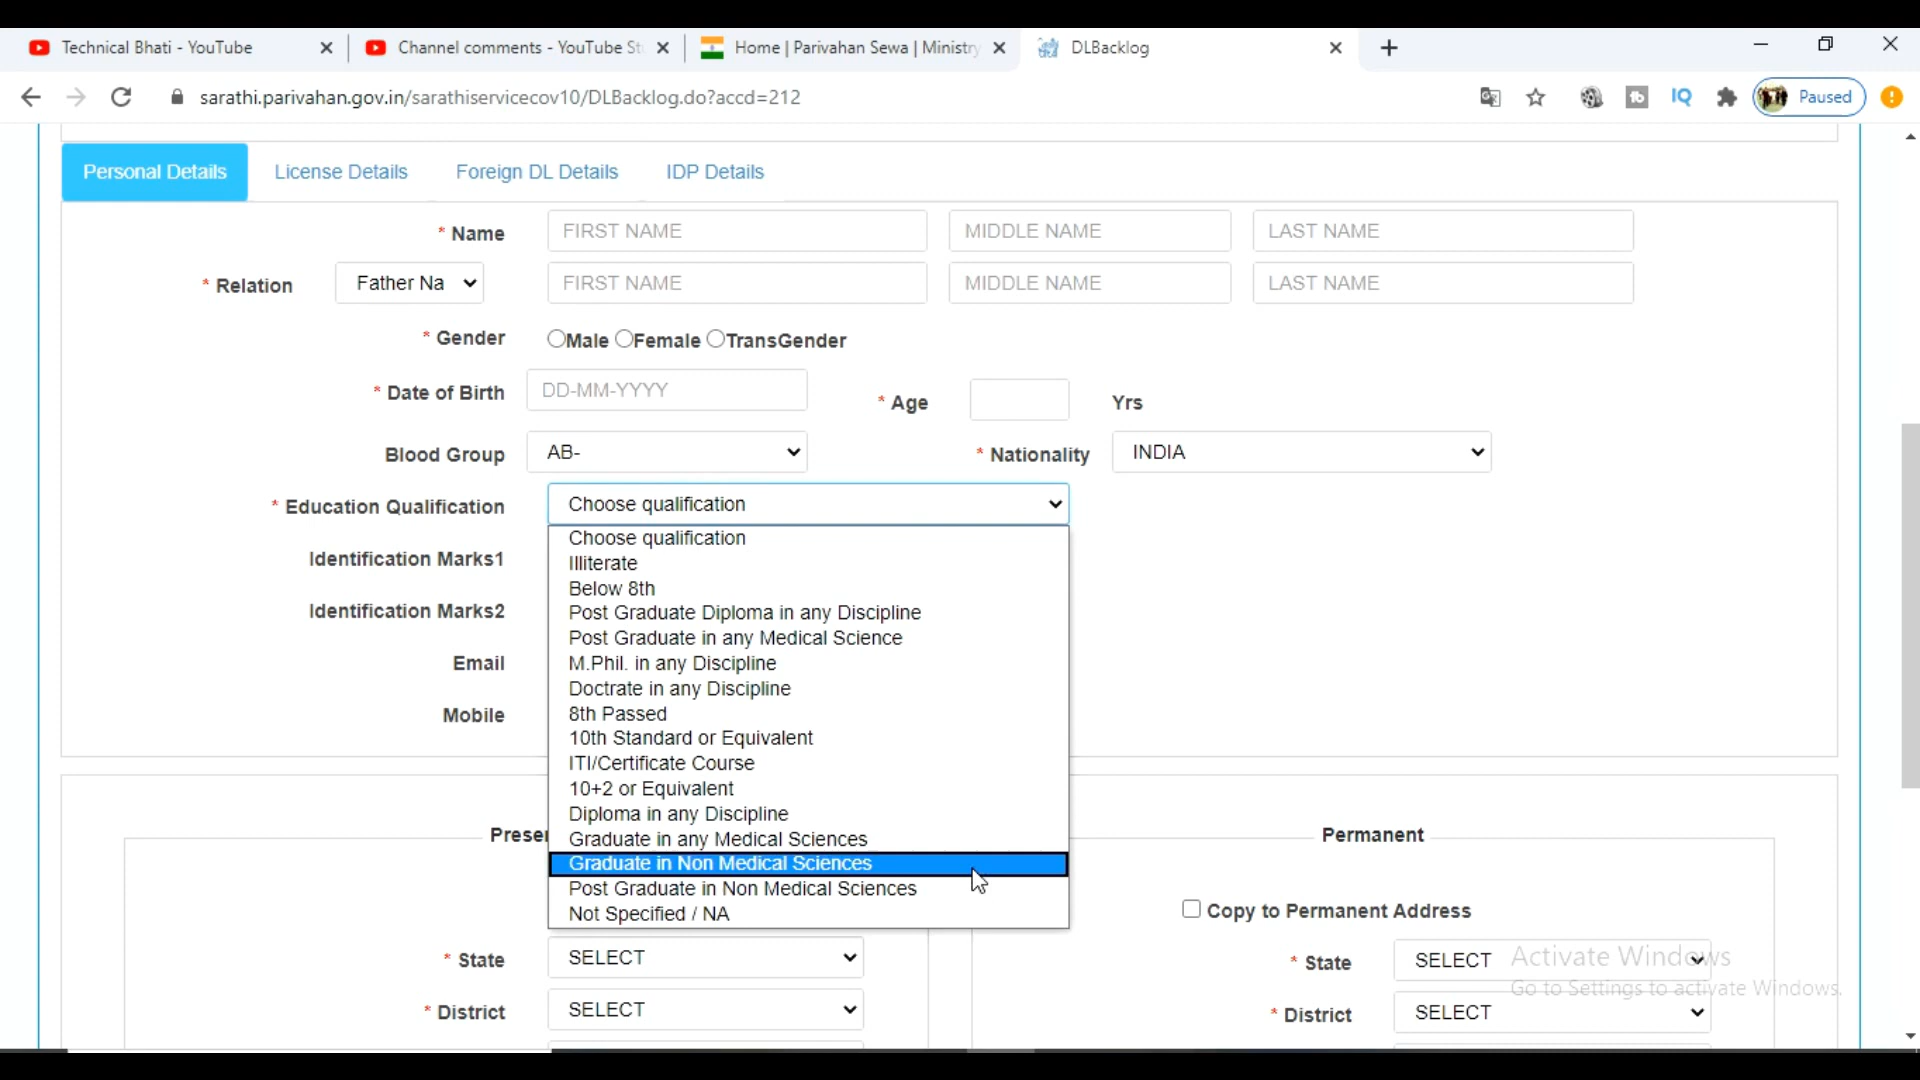 Technical Bhati - YouTube
Channel comments - YouTube St
Home | Parivahan Sewa | Ministry
DLBacklog
sarathi.parivahan.gov.in/sarathiservicecov10/DLBacklog.do?accd=212
Paused
Personal Details
License Details
Foreign DL Details
IDP Details
* Name
FIRST NAME
MIDDLE NAME
LAST NAME
* Relation
Father Na
FIRST NAME
MIDDLE NAME
LAST NAME
* Gender
Male Female TransGender
* Date of Birth
DD-MM-YYYY
* Age
Yrs
Blood Group
AB-
* Nationality
INDIA
* Education Qualification
Choose qualification
Choose qualification
Illiterate
Below 8th
Post Graduate Diploma in any Discipline
Post Graduate in any Medical Science
M.Phil. in any Discipline
Doctrate in any Discipline
8th Passed
10th Standard or Equivalent
ITI/Certificate Course
10+2 or Equivalent
Diploma in any Discipline
Graduate in any Medical Sciences
Graduate in Non Medical Sciences
Post Graduate in Non Medical Sciences
Not Specified / NA
Identification Marks1
Identification Marks2
Email
Mobile
Prese
Permanent
Copy to Permanent Address
* State
SELECT
* State
SELECT
* District
SELECT
* District
SELECT
Activate Windows
Go to Settings to activate Windows.